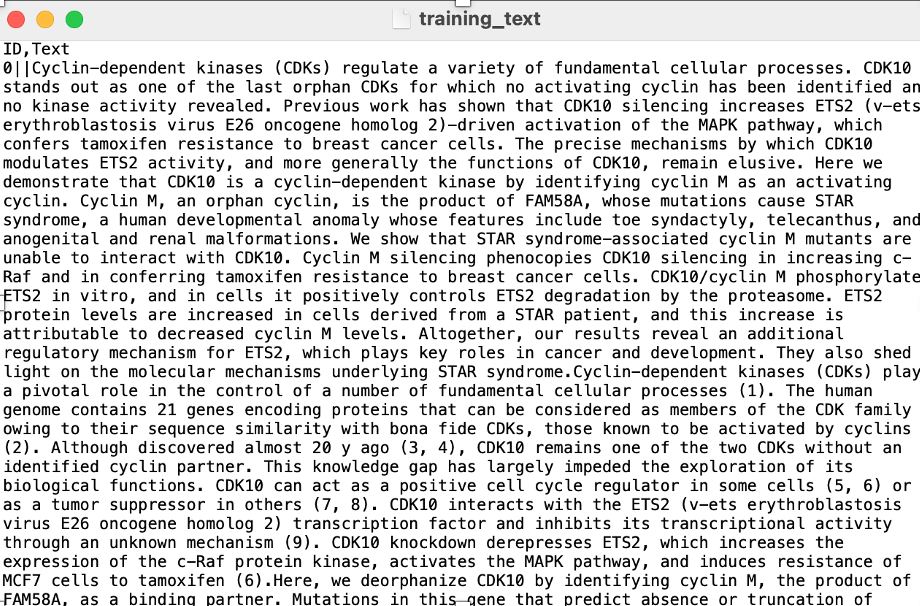 training_text
ID,Text
0||Cyclin-dependent kinases (CDKs) regulate a variety of fundamental cellular processes. CDK10
stands out as one of the last orphan CDKs for which no activating cyclin has been identified an
no kinase activity revealed. Previous work has shown that CDK10 silencing increases ETS2 (v-ets
erythroblastosis virus E26 oncogene homolog 2)-driven activation of the MAPK pathway, which
confers tamoxifen resistance to breast cancer cells. The precise mechanisms by which CDK10
modulates ETS2 activity, and more generally the functions of CDK10, remain elusive. Here we
demonstrate that CDK10 is a cyclin-dependent kinase by identifying cyclin M as an activating
cyclin. Cyclin M, an orphan cyclin, is the product of FAM58A, whose mutations cause STAR
syndrome, a human developmental anomaly whose features include toe syndactyly, telecanthus, and
anogenital and renal malformations. We show that STAR syndrome-associated cyclin M mutants are
unable to interact with CDK10. Cyclin M silencing phenocopies CDK10 silencing in increasing c-
Raf and in conferring tamoxifen resistance to breast cancer cells. CDK10/cyclin M phosphorylate
ETS2 in vitro, and in cells it positively controls ETS2 degradation by the proteasome. ETS2
protein levels are increased in cells derived from a STAR patient, and this increase is
attributable to decreased cyclin M levels. Altogether, our results reveal an additional
regulatory mechanism for ETS2, which plays key roles in cancer and development. They also shed
light on the molecular mechanisms underlying STAR syndrome.Cyclin-dependent kinases (CDKs) play
a pivotal role in the control of a number of fundamental cellular processes (1). The human
genome contains 21 genes encoding proteins that can be considered as members of the CDK family
owing to their sequence similarity with bona fide CDKs, those known to be activated by cyclins
(2). Although discovered almost 20 y ago (3, 4), CDK10 remains one of the two CDKs without an
identified cyclin partner. This knowledge gap has largely impeded the exploration of its
biological functions. CDK10 can act as a positive cell cycle regulator in some cells (5, 6) or
as a tumor suppressor in others (7, 8). CDK10 interacts with the ETS2 (v-ets erythroblastosis
virus E26 oncogene homolog 2) transcription factor and inhibits its transcriptional activity
through an unknown mechanism (9). CDK10 knockdown derepresses ETS2, which increases the
expression of the c-Raf protein kinase, activates the MAPK pathway, and induces resistance of
MCF7 cells to tamoxifen (6).Here, we deorphanize CDK10 by identifying cyclin M, the product of
FAM58A, as a binding partner. Mutations in this gene that predict absence or truncation of